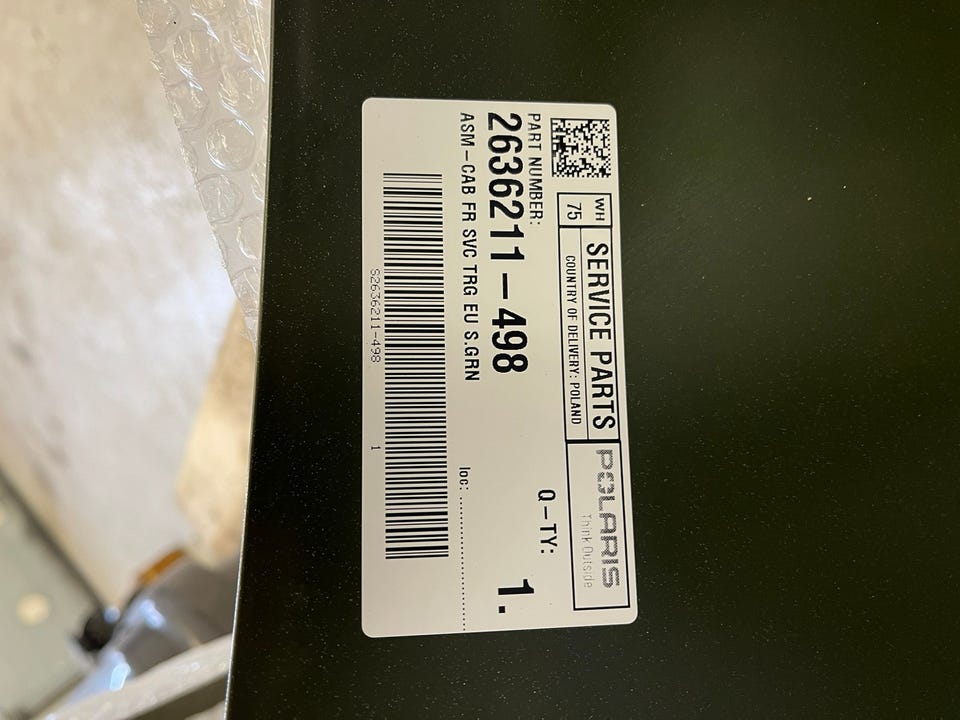 WH
75
SERVICE PARTS
COUNTRY OF DELIVERY: POLAND
POLARIS
Think Outside
PART NUMBER:
Q-TY:
2636211-498
1.
ASM-CAB FR SVC TRG EU S.GRN
loc: ..............................
S2636211-498
1